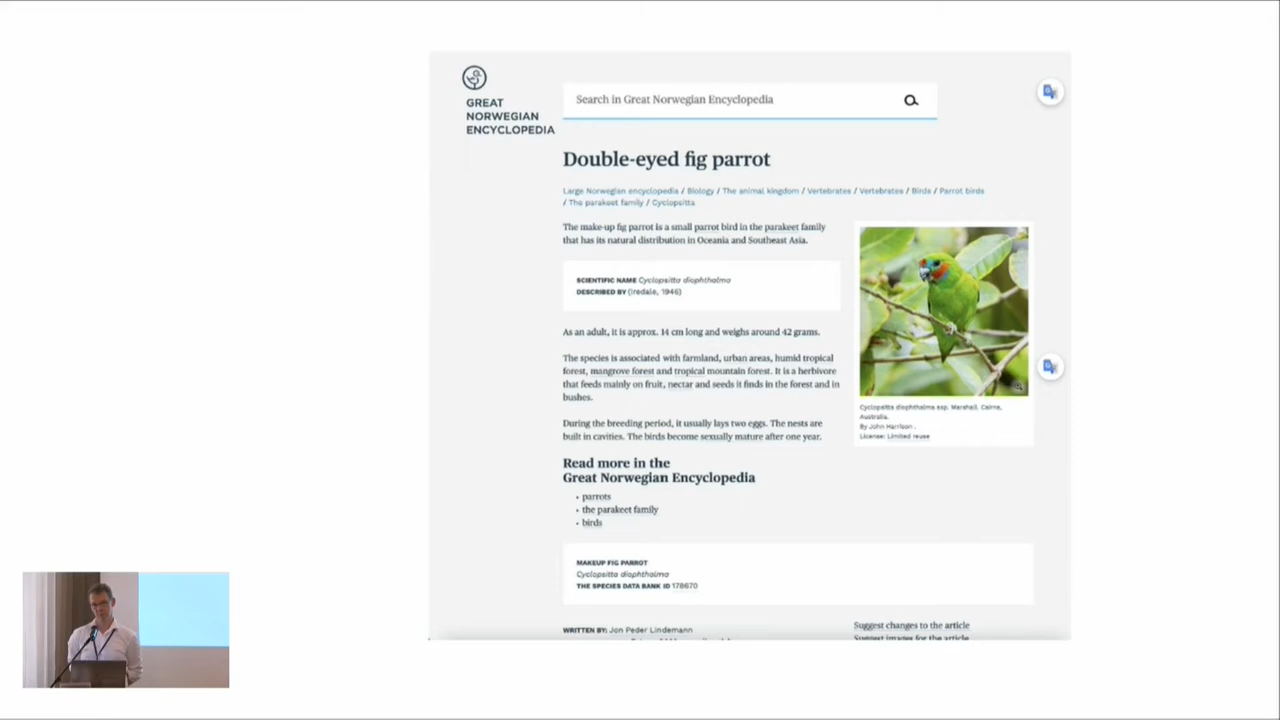 GREAT
NORWEGIAN
ENCYCLOPEDIA
Search in Great Norwegian Encyclopedia
Double-eyed fig parrot
Large Norwegian encyclopedia / Biology / The animal kingdom / Vertebrates / Vertebrates / Birds / Parrot birds
/ The parakeet family / Cyclopsitta
The make-up fig parrot is a small parrot bird in the parakeet family
that has its natural distribution in Oceania and Southeast Asia.
SCIENTIFIC NAME Cyclopsitta diophthalma
DESCRIBED BY (Iredale, 1946)
As an adult, it is approx. 14 cm long and weighs around 42 grams.
The species is associated with farmland, urban areas, humid tropical
forest, mangrove forest and tropical mountain forest. It is a herbivore
that feeds mainly on fruit, nectar and seeds it finds in the forest and in
bushes.
During the breeding period, it usually lays two eggs. The nests are
built in cavities. The birds become sexually mature after one year.
Cyclopsitta diophthalma ssp. Marshall. Cairns,
Australia.
By John Harrison .
License: Limited reuse
Read more in the
Great Norwegian Encyclopedia
• parrots
• the parakeet family
• birds
MAKEUP FIG PARROT
Cyclopsitta diophthalma
THE SPECIES DATA BANK ID 178670
WRITTEN BY: Jon Peder Lindemann
Suggest changes to the article
Suggest images for the article